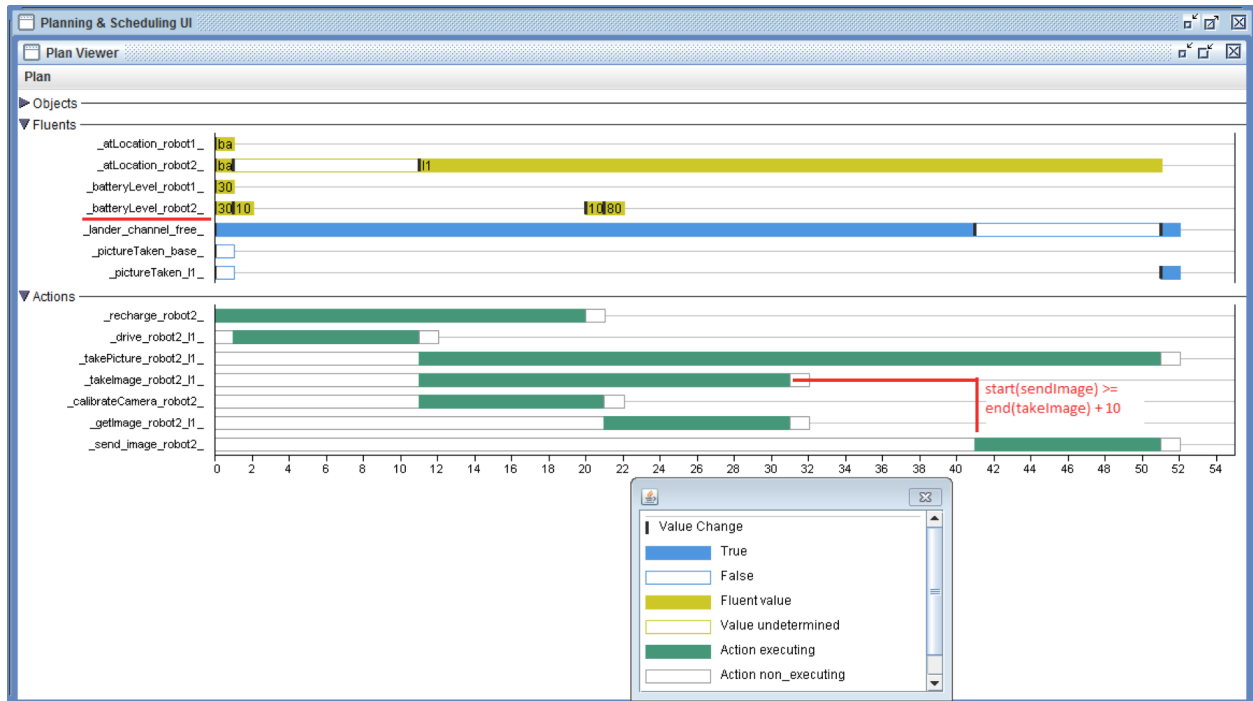 Planning & Scheduling UI
Plan Viewer
Plan
Objects
Fluents
_atLocation_robot1_ ba
_atLocation_robot2_ ba l1
_batteryLevel_robot1_ 30
_batteryLevel_robot2_ 30 10 10 80
_lander_channel_free_
_pictureTaken_base_
_pictureTaken_l1_
Actions
_recharge_robot2_
_drive_robot2_l1_
_takePicture_robot2_l1_
_takeImage_robot2_l1_
_calibrateCamera_robot2_
_getImage_robot2_l1_
_send_image_robot2_
start(sendImage) >=
end(takeImage) + 10
0 2 4 6 8 10 12 14 16 18 20 22 24 26 28 30 32 34 36 38 40 42 44 46 48 50 52 54
Value Change
True
False
Fluent value
Value undetermined
Action executing
Action non_executing